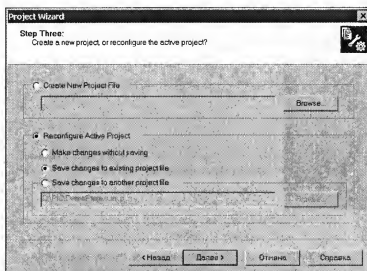 Project Wizard
Step Three:
Create a new project, or reconfigure the active project?
Create New Project File
Browse...
Reconfigure Active Project
Make changes without saving
Save changes to existing project file
Save changes to another project file
< Назад
Далее >
Отмена
Справка